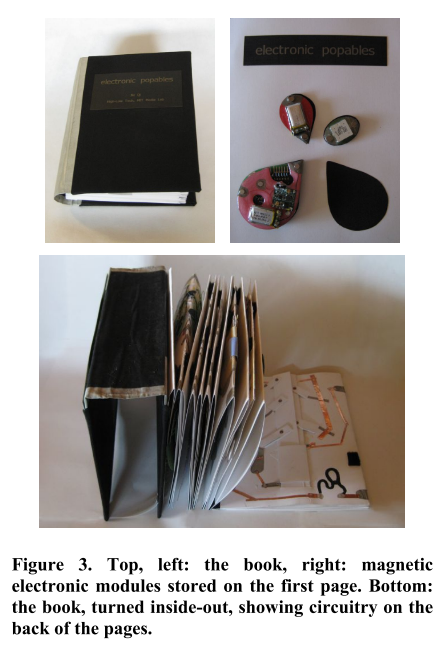 electronic popables
electronic popables
Figure 3. Top, left: the book, right: magnetic
electronic modules stored on the first page. Bottom:
the book, turned inside-out, showing circuitry on the
back of the pages.